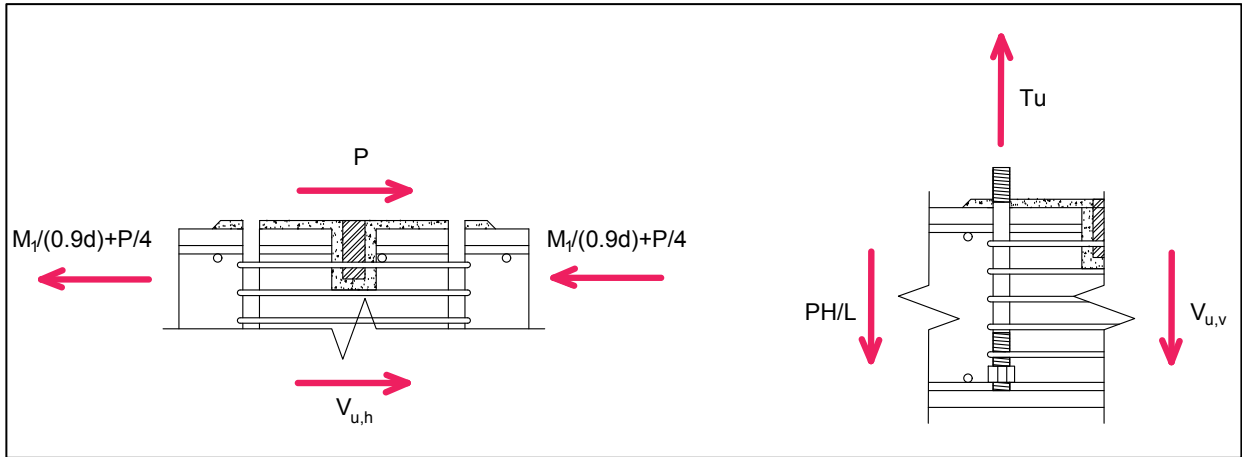 P
M₁/(0.9d)+P/4
M₁/(0.9d)+P/4
Vu,h
Tu
PH/L
Vu,v